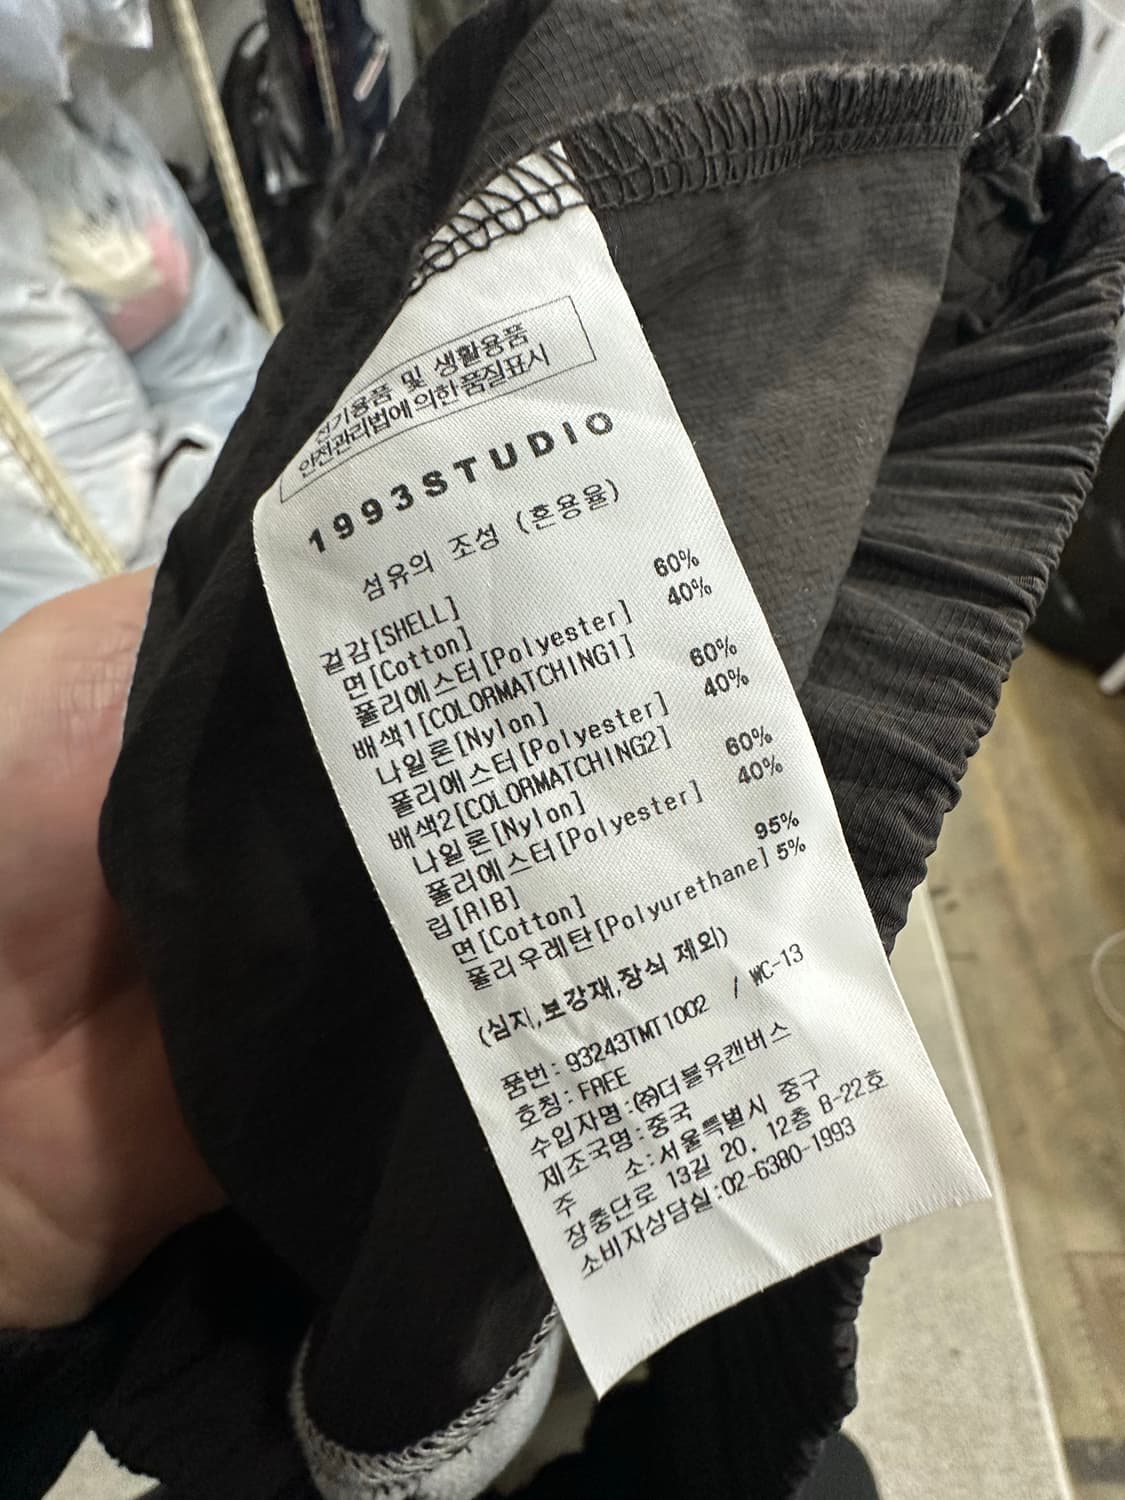 전기용품 및 생활용품
안전관리법에 의한 품질표시
1993STUDIO
섬유의 조성 (혼용율)
겉감[SHELL]
면[Cotton] 60%
폴리에스터[Polyester] 40%
배색1[COLORMATCHING1]
나일론[Nylon] 60%
폴리에스터[Polyester] 40%
배색2[COLORMATCHING2]
나일론[Nylon] 60%
폴리에스터[Polyester] 40%
립[RIB]
면[Cotton] 95%
폴리우레탄[Polyurethane] 5%
(심지,보강재,장식 제외)
품번: 93243TMT1002 / WC-13
호칭: FREE
수입자명:㈜더블유캔버스
제조국명:중국
주 소:서울특별시 중구
장충단로 13길 20, 12층 B-22호
소비자상담실:02-6380-1993